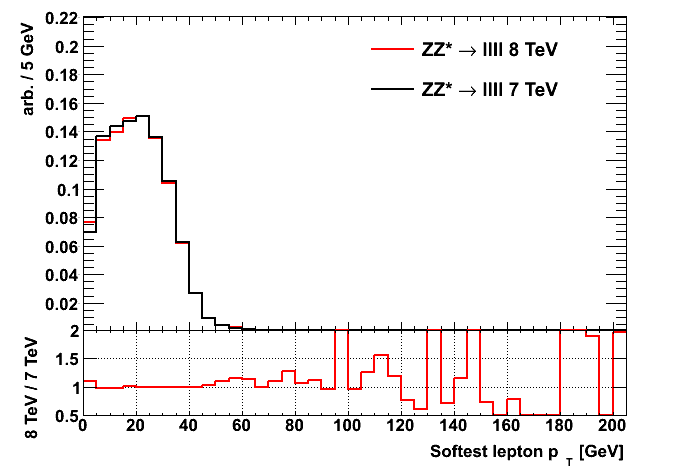 0.22
0.2
0.18
0.16
0.14
0.12
0.1
0.08
0.06
0.04
0.02
arb. / 5 GeV
ZZ* → llll 8 TeV
ZZ* → llll 7 TeV
2
1.5
1
0.5
8 TeV / 7 TeV
0 20 40 60 80 100 120 140 160 180 200
Softest lepton p_T [GeV]